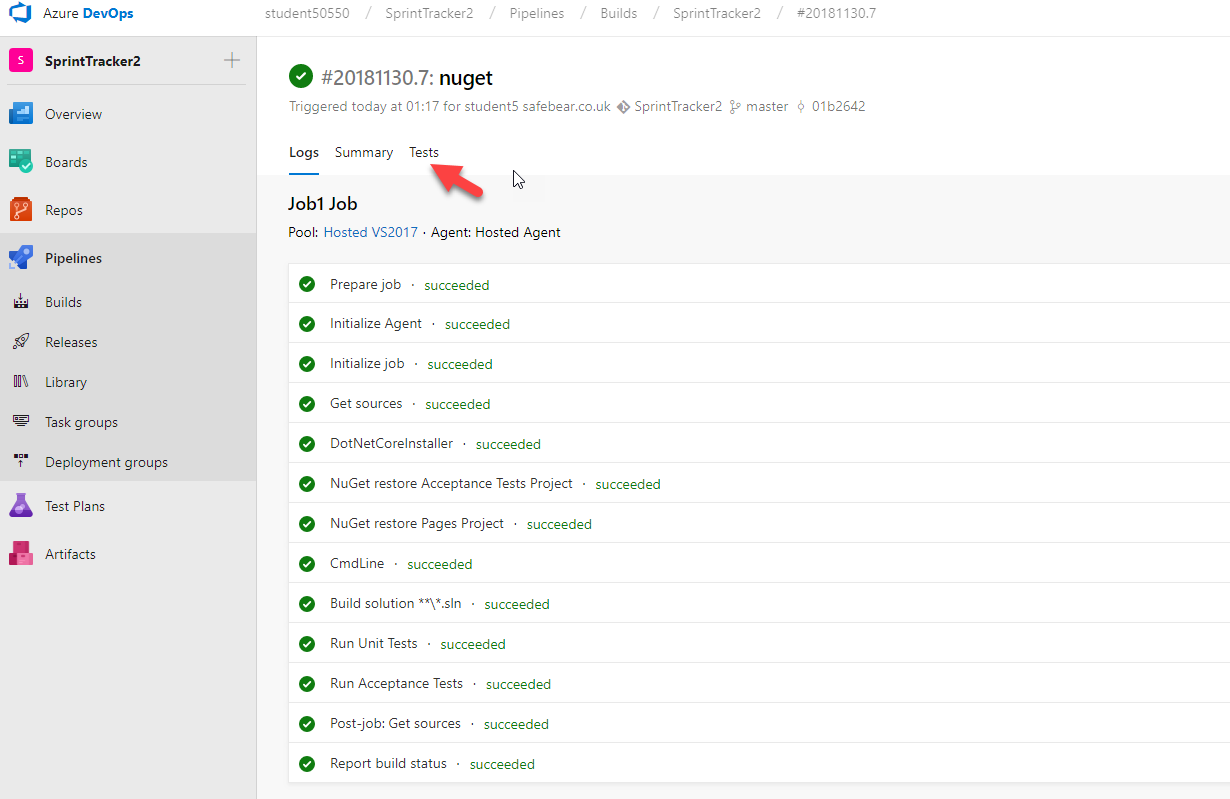 Azure DevOps
student50550 / SprintTracker2 / Pipelines / Builds / SprintTracker2 / #20181130.7
S SprintTracker2 +
Overview
Boards
Repos
Pipelines
Builds
Releases
Library
Task groups
Deployment groups
Test Plans
Artifacts
#20181130.7: nuget
Triggered today at 01:17 for student5 safebear.co.uk SprintTracker2 master 01b2642
Logs Summary Tests
Job1 Job
Pool: Hosted VS2017 · Agent: Hosted Agent
Prepare job · succeeded
Initialize Agent · succeeded
Initialize job · succeeded
Get sources · succeeded
DotNetCoreInstaller · succeeded
NuGet restore Acceptance Tests Project · succeeded
NuGet restore Pages Project · succeeded
CmdLine · succeeded
Build solution **\*.sln · succeeded
Run Unit Tests · succeeded
Run Acceptance Tests · succeeded
Post-job: Get sources · succeeded
Report build status · succeeded